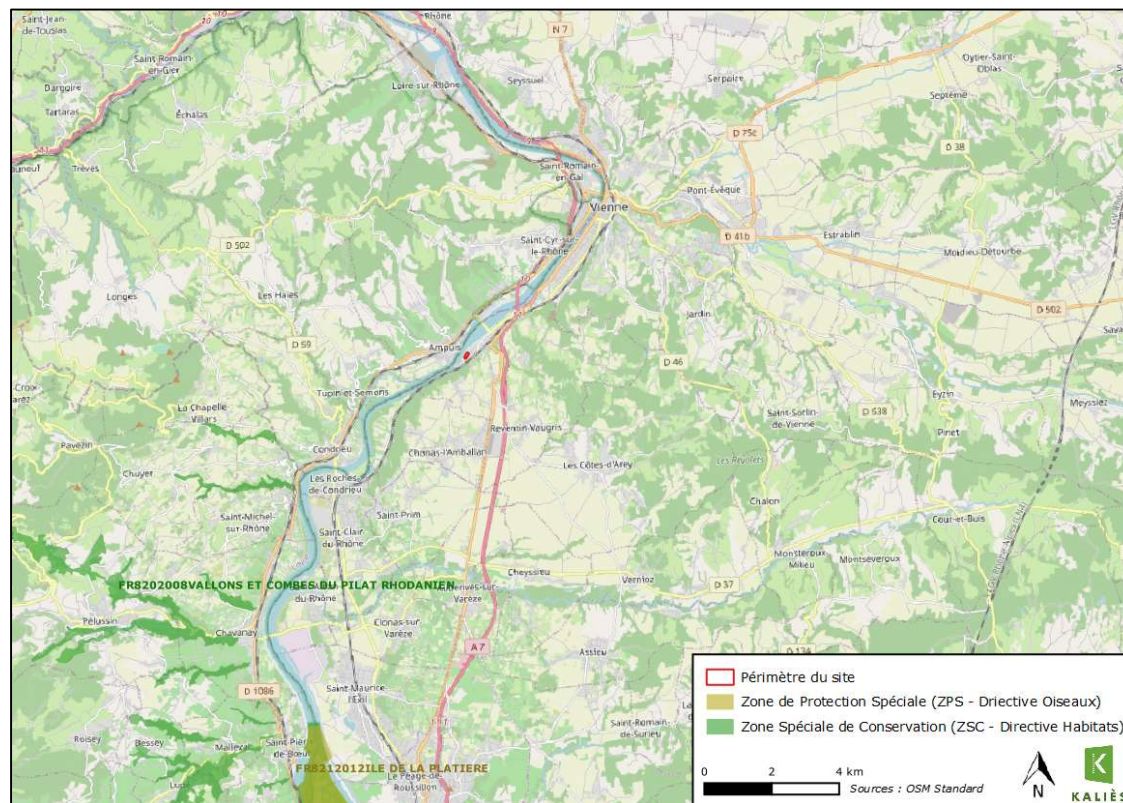 Saint-Jean-
de-Touslas
Rhône
N 7
Saint-Romain
en-Gier
Dargoire
Tartaras
Échalas
Loire-sur-Rhône
Seyssuel
Serpaize
Oytier-Saint-
Oblas
Septème
D 75c
D 38
Trèves
Saint-Romain-
en-Gal
Pont-Évêque
Vienne
D 41b
Estrablin
Moidieu-Détourbe
D 502
Saint-Cyr-sur-
le-Rhône
Longes
Les Haies
Jardin
D 502
D 59
Ampuis
D 46
Tupin-et-Semons
Eyzin
Meyssiez
La Chapelle
Villars
Saint-Sorlin-
de-Vienne
D 538
Pinet
Pavezin
Reventin-Vaugris
Condrieu
Chonas-l'Amballan
Les Côtes-d'Arey
Chuyer
Les Roches-
de-Condrieu
Chalon
Saint-Michel-
sur-Rhône
Saint-Prim
Saint-Clair
du-Rhône
Cour-et-Buis
Monsteroux
Milieu
Montseveroux
Cheyssieu
Vernioz
D 37
FR8202008VALLONS ET COMBES DU PILAT RHODANIEN
du-Rhône
Varèze
Pélussin
Chavanay
Clonas-sur-
Varèze
A 7
Assieu
D 134
D 1086
Saint-Maurice
l'Exil
Saint-Romain-
de-Surieu
Roisey
Bessey
Malleval
Saint-Pierre
de-Bœuf
FR8212012ILE DE LA PLATIERE
Le Péage-de-
Roussillon
Périmètre du site
Zone de Protection Spéciale (ZPS - Driective Oiseaux)
Zone Spéciale de Conservation (ZSC - Directive Habitats)
0 2 4 km
Sources : OSM Standard
N
K
KALIÈS